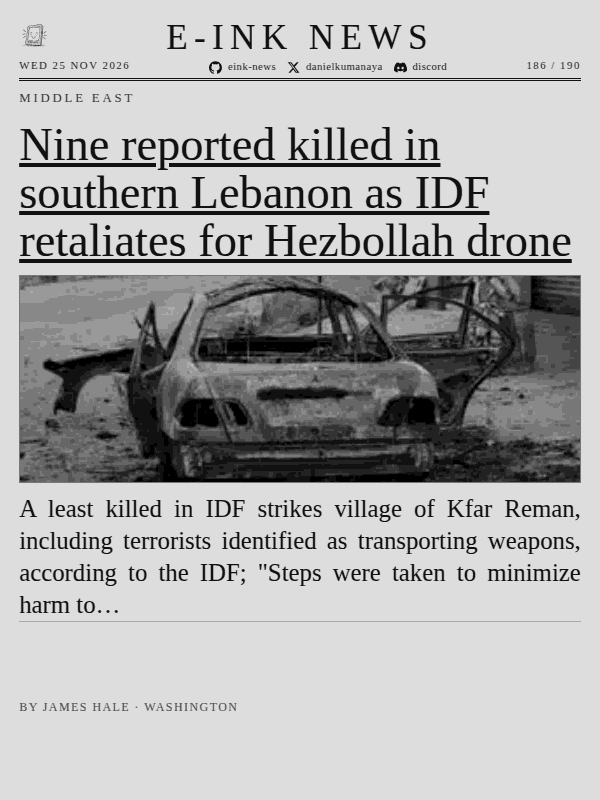 E-INK NEWS
WED 25 NOV 2026
eink-news
danielkumanaya
discord
186 / 190
MIDDLE EAST
Nine reported killed in
southern Lebanon as IDF
retaliates for Hezbollah drone
A least killed in IDF strikes village of Kfar Reman,
including terrorists identified as transporting weapons,
according to the IDF; "Steps were taken to minimize
harm to…
BY JAMES HALE · WASHINGTON